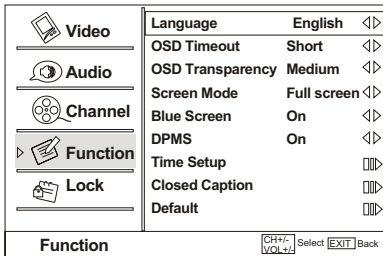 Video
Audio
Channel
Function
Lock
Language English
OSD Timeout Short
OSD Transparency Medium
Screen Mode Full screen
Blue Screen On
DPMS On
Time Setup
Closed Caption
Default
Function
CH+/- VOL+/- Select EXIT Back